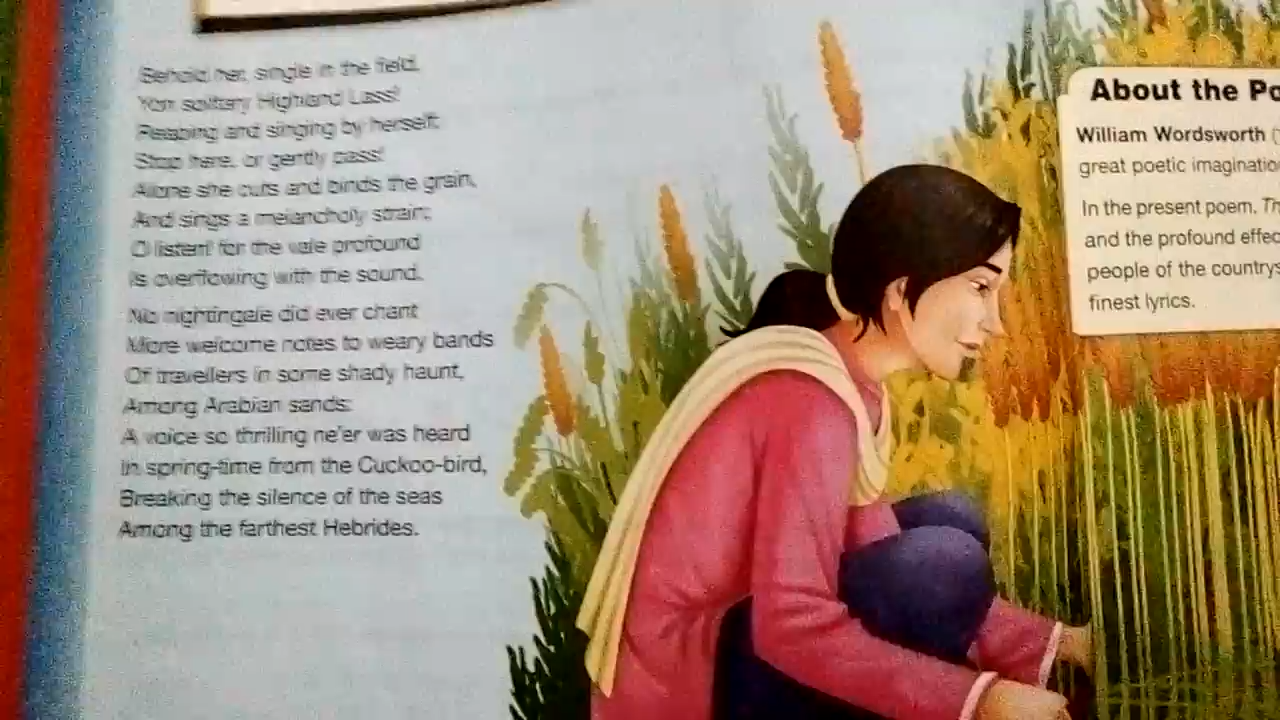 Behold her, single in the field,
Yon solitary Highland Lass!
Reaping and singing by herself;
Stop here, or gently pass!
Alone she cuts and binds the grain,
And sings a melancholy strain;
O listen! for the vale profound
Is overflowing with the sound.
No nightingale did ever chant
More welcome notes to weary bands
Of travellers in some shady haunt,
Among Arabian sands:
A voice so thrilling ne'er was heard
In spring-time from the Cuckoo-bird,
Breaking the silence of the seas
Among the farthest Hebrides.
About the Po
William Wordsworth (
great poetic imaginatio
In the present poem, Th
and the profound effec
people of the countrys
finest lyrics.